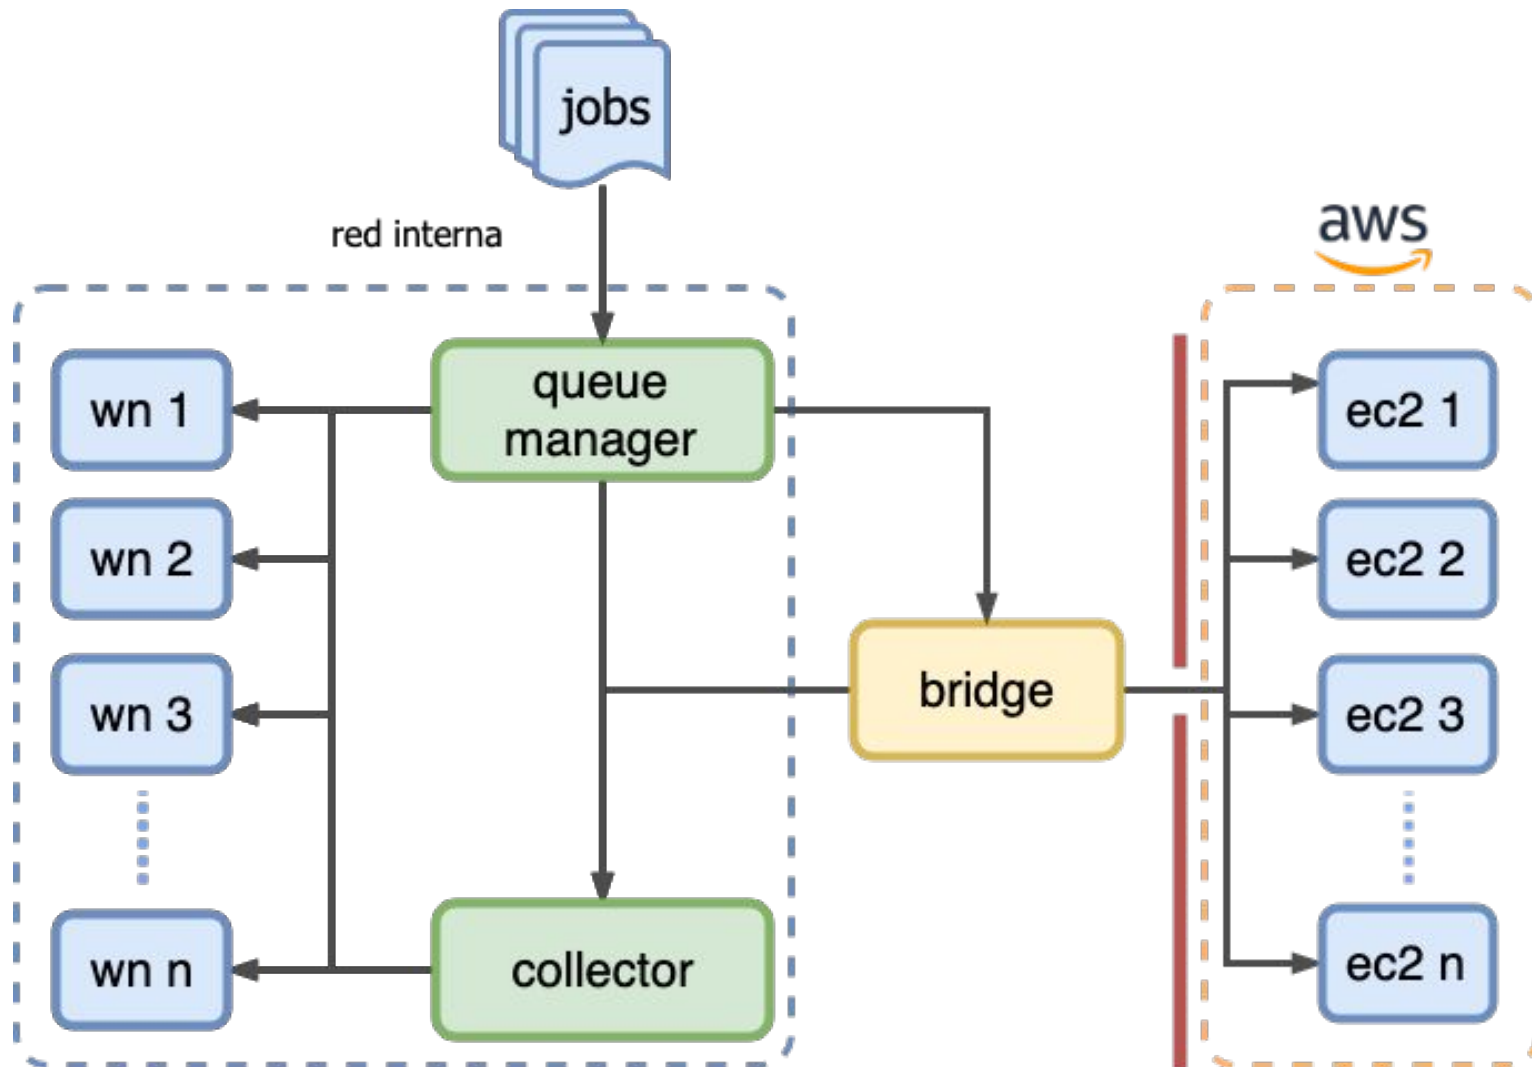 jobs
red interna
aws
queue
manager
wn 1
ec2 1
wn 2
ec2 2
wn 3
bridge
ec2 3
wn n
collector
ec2 n